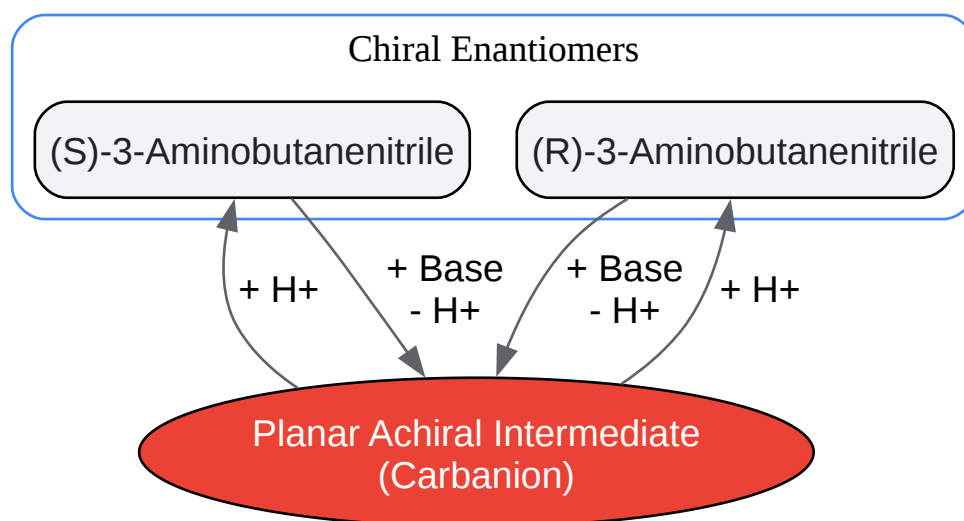 Chiral Enantiomers
(S)-3-Aminobutanenitrile
(R)-3-Aminobutanenitrile
+ H+
+ Base
- H+
+ Base
- H+
+ H+
Planar Achiral Intermediate
(Carbanion)